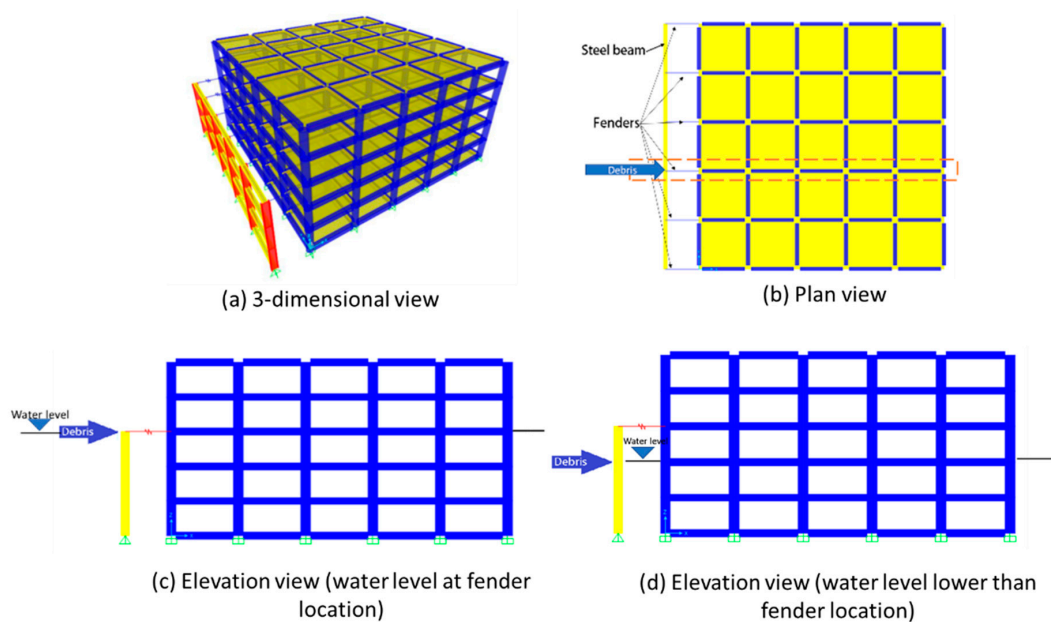 Steel beam
Fenders
Debris
(a) 3-dimensional view
(b) Plan view
Water level
Debris
Water level
Debris
(c) Elevation view (water level at fender
location)
(d) Elevation view (water level lower than
fender location)